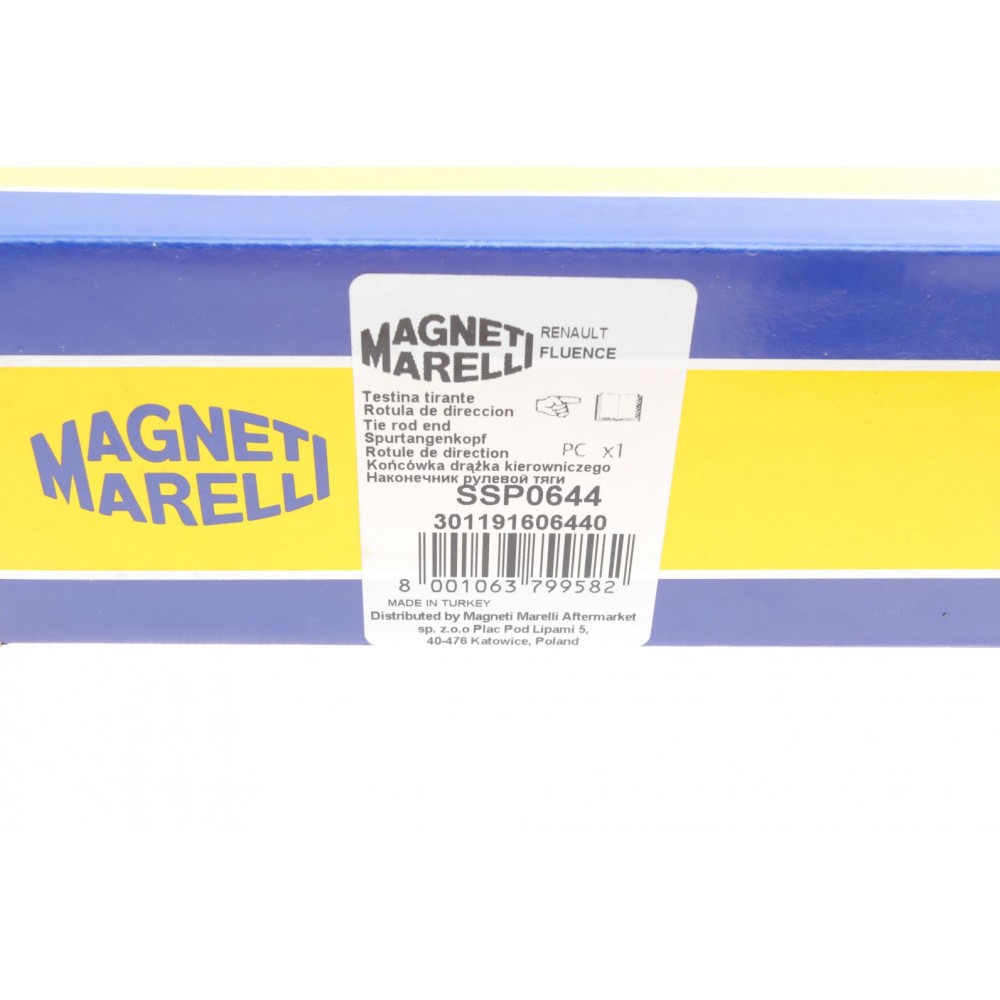 MAGNETI
MARELLI
MAGNETI
MARELLI
RENAULT
FLUENCE
Testina tirante
Rotula de direccion
Tie rod end
Spurtangenkopf
Rotule de direction
PC x1
Końcówka drążka kierowniczego
Наконечник рулевой тяги
SSP0644
301191606440
8 001063 799582
MADE IN TURKEY
Distributed by Magneti Marelli Aftermarket
sp. z.o.o Plac Pod Lipami 5,
40-476 Katowice, Poland